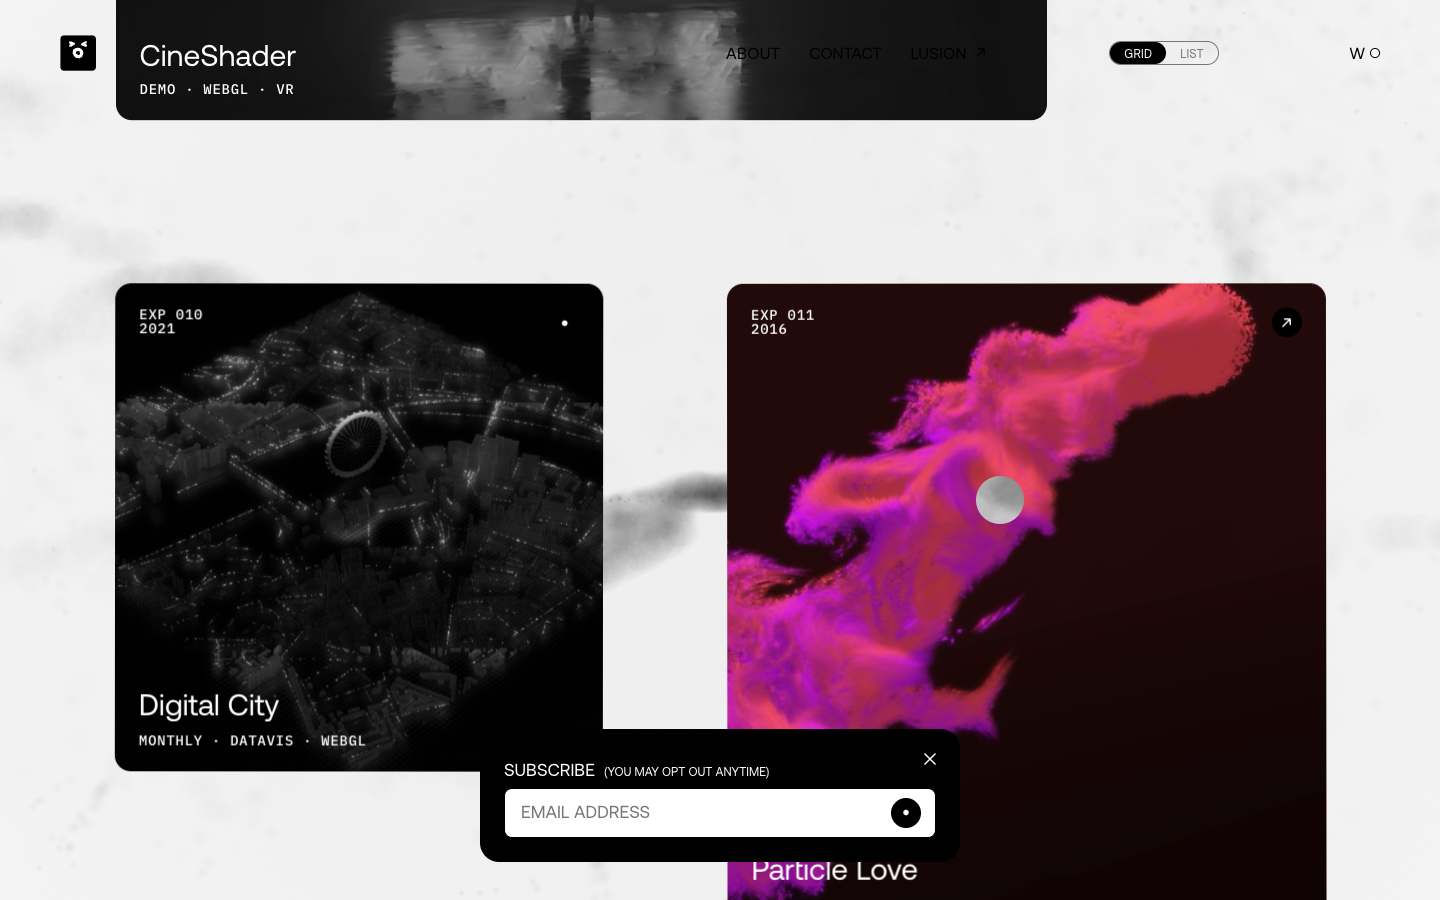 CineShader
DEMO · WEBGL · VR
ABOUT
CONTACT
LUSION
GRID
LIST
EXP 010
2021
Digital City
MONTHLY · DATAVIS · WEBGL
EXP 011
2016
Particle Love
SUBSCRIBE (YOU MAY OPT OUT ANYTIME)
EMAIL ADDRESS